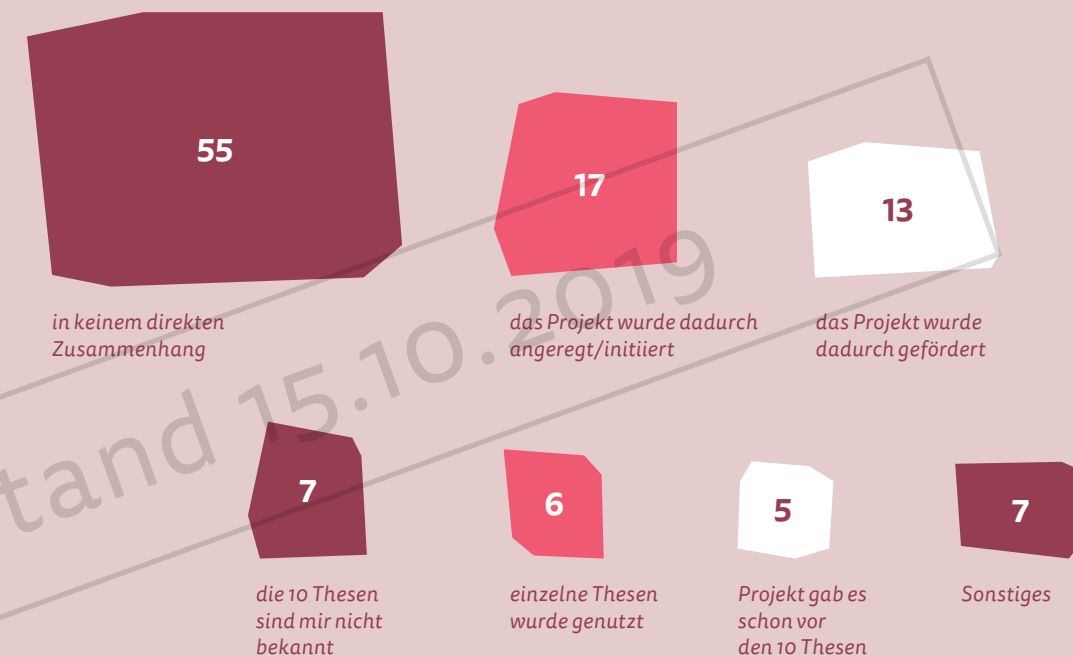 55
17
13
in keinem direkten
Zusammenhang
das Projekt wurde dadurch
angeregt/initiiert
das Projekt wurde
dadurch gefördert
tand 15.10.2019
7
6
5
7
die 10 Thesen
sind mir nicht
bekannt
einzelne Thesen
wurde genutzt
Projekt gab es
schon vor
den 10 Thesen
Sonstiges